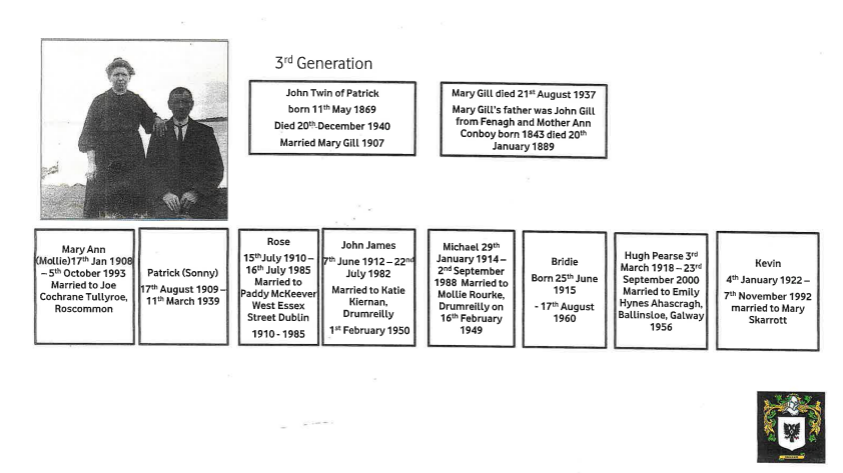 3rd Generation
John Twin of Patrick
born 11th May 1869
Died 20th December 1940
Married Mary Gill 1907
Mary Gill died 21st August 1937
Mary Gill's father was John Gill
from Fenagh and Mother Ann
Conboy born 1843 died 20th
January 1889
Mary Ann
(Mollie)17th Jan 1908
– 5th October 1993
Married to Joe
Cochrane Tullyroe,
Roscommon
Patrick (Sonny)
17th August 1909 –
11th March 1939
Rose
15th July 1910 –
16th July 1985
Married to
Paddy McKeever
West Essex
Street Dublin
1910 - 1985
John James
7th June 1912 – 22nd
July 1982
Married to Katie
Kiernan,
Drumreilly
1st February 1950
Michael 29th
January 1914 –
2nd September
1988 Married to
Mollie Rourke,
Drumreilly on
16th February
1949
Bridie
Born 25th June
1915
- 17th August
1960
Hugh Pearse 3rd
March 1918 – 23rd
September 2000
Married to Emily
Hynes Ahascragh,
Ballinsloe, Galway
1956
Kevin
4th January 1922 –
7th November 1992
married to Mary
Skarrott